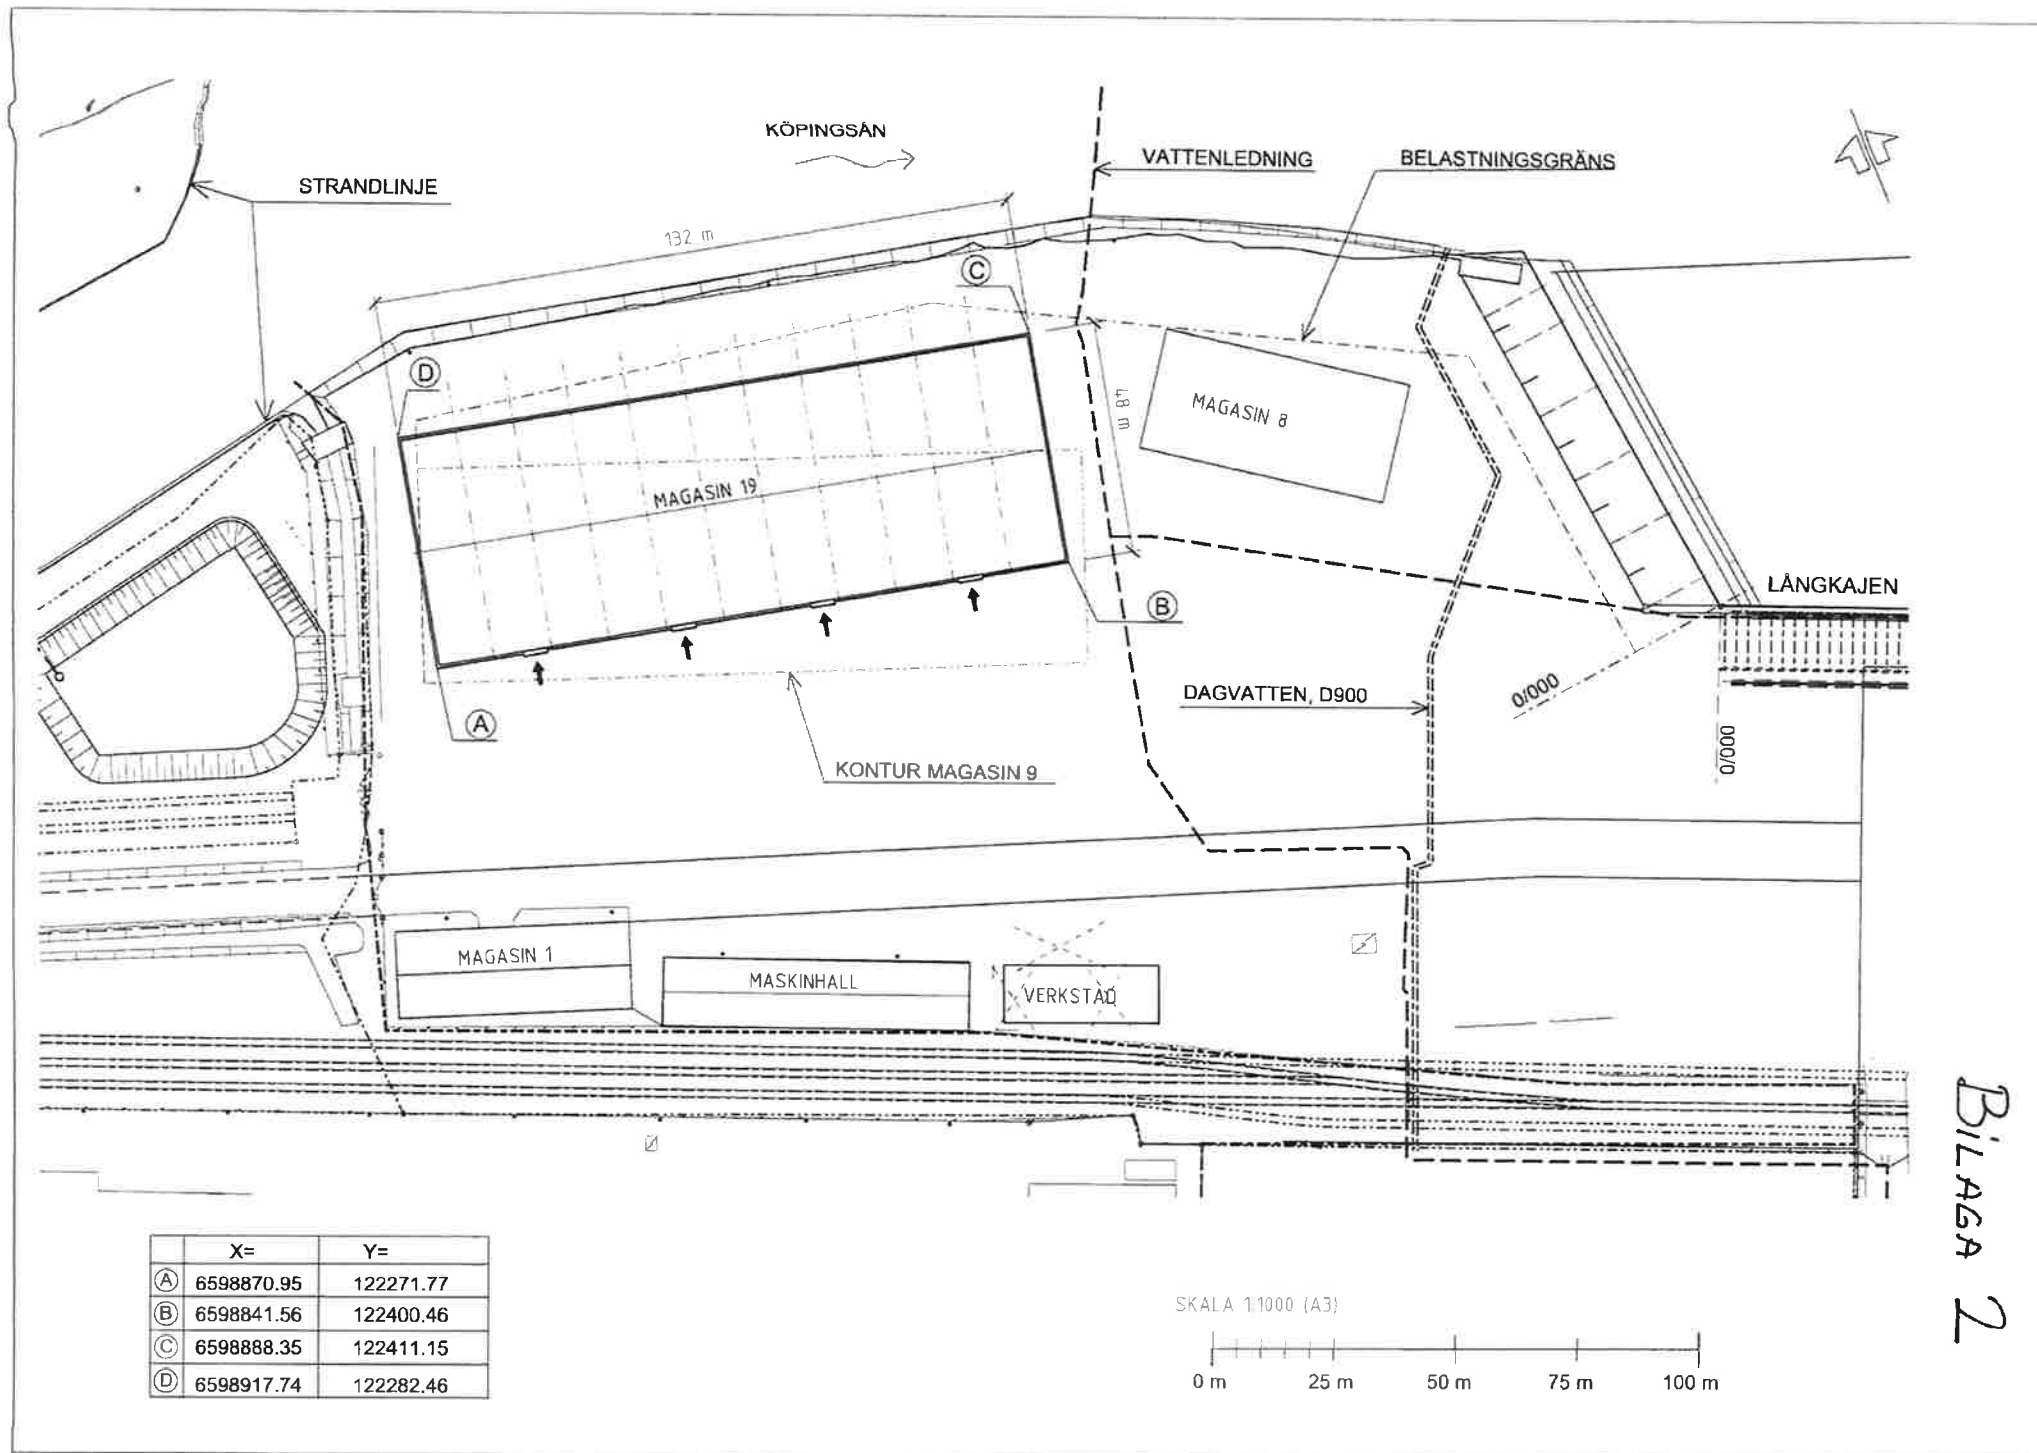 KÖPINGSÅN
VATTENLEDNING
BELASTNINGSGRÄNS
STRANDLINJE
132 m
C
D
48 m
MAGASIN 8
MAGASIN 19
LÅNGKAJEN
B
A
DAGVATTEN, D900
0/000
0/000
KONTUR MAGASIN 9
MAGASIN 1
MASKINHALL
VERKSTAD
X= Y=
A 6598870.95 122271.77
B 6598841.56 122400.46
C 6598888.35 122411.15
D 6598917.74 122282.46
SKALA 1:1000 (A3)
0 m 25 m 50 m 75 m 100 m
BILAGA 2